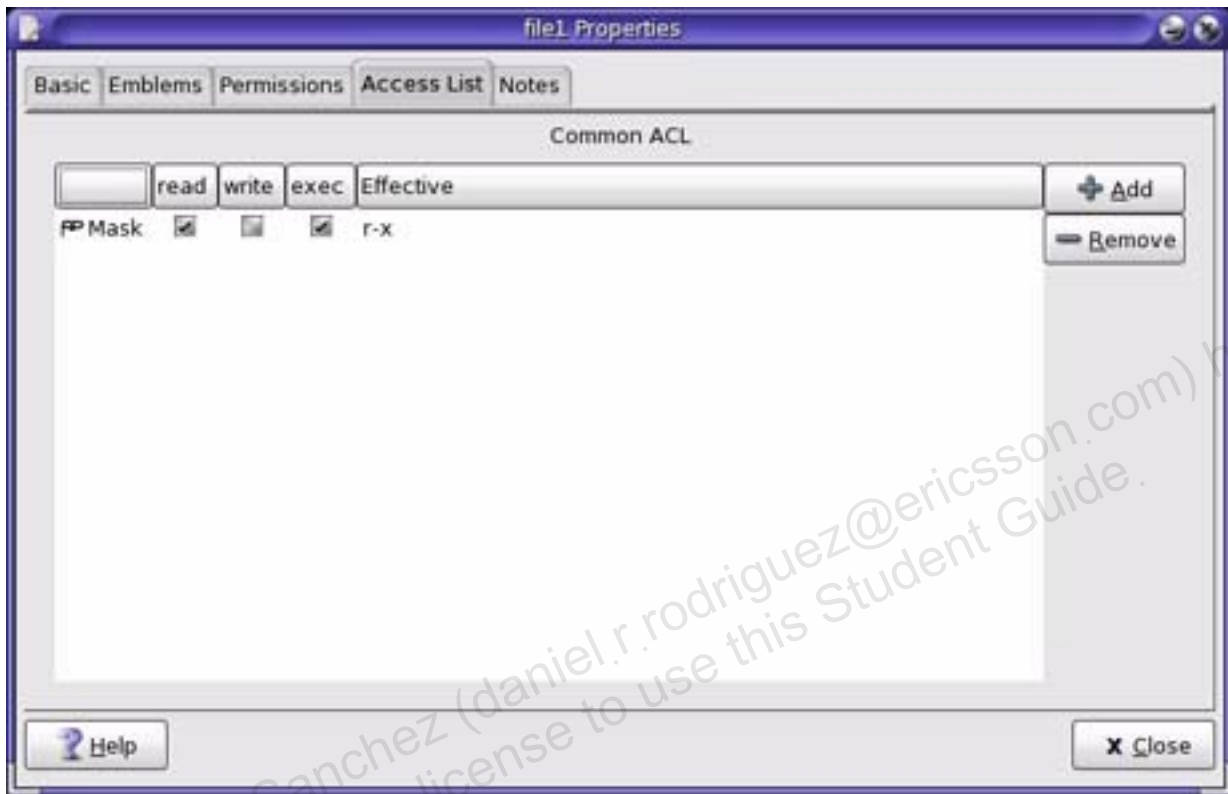 file1 Properties
Basic Emblems Permissions Access List Notes
Common ACL
read write exec Effective
Add
Mask r-x
Remove
daniel.r.rodriguez@ericsson.com) h
Sanchez (
license to use this Student Guide.
Help
Close